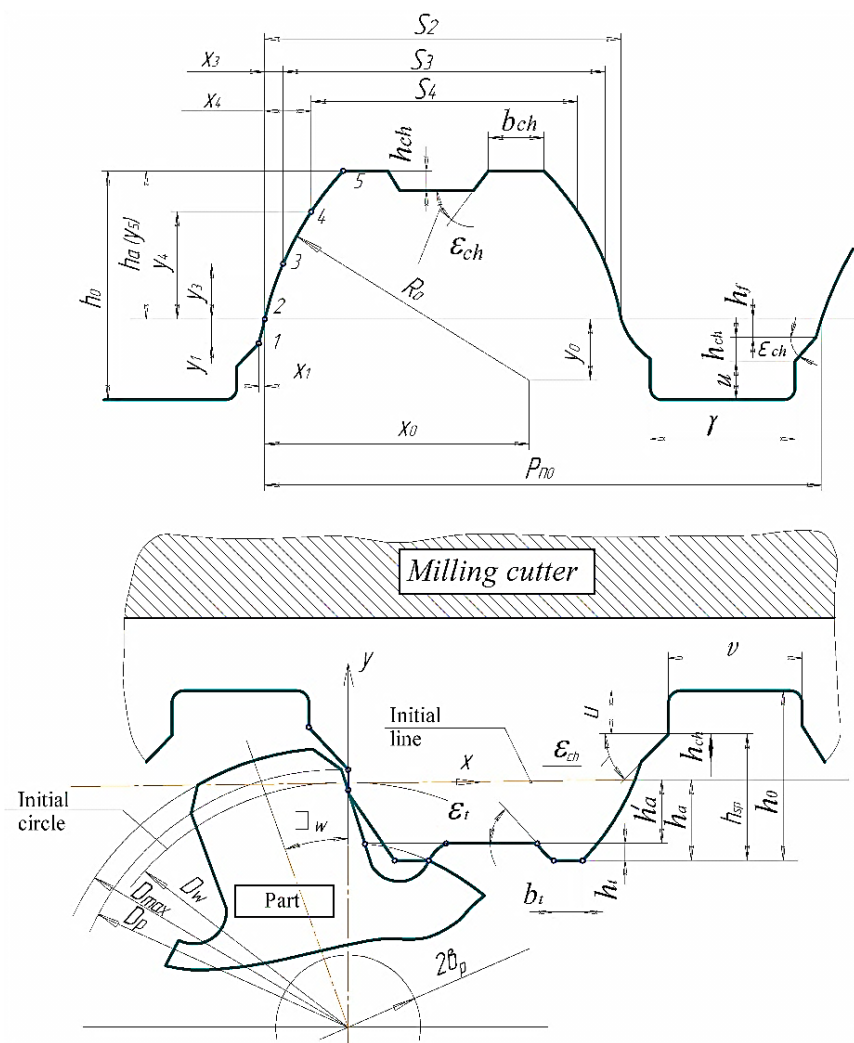 S2
x3
S3
x4
S4
bch
hch
5
4
εch
ha (y5)
y4
h0
3
R0
y3
hf
2
y0
hch
εch
1
y1
x1
u
x0
γ
Pп0
Milling cutter
υ
y
Initial
line
εch
U
hch
x
Initial
circle
εt
h'a
ha
hsp
h0
w
Part
Dw
Dmax
Dp
bt
ht
2вp